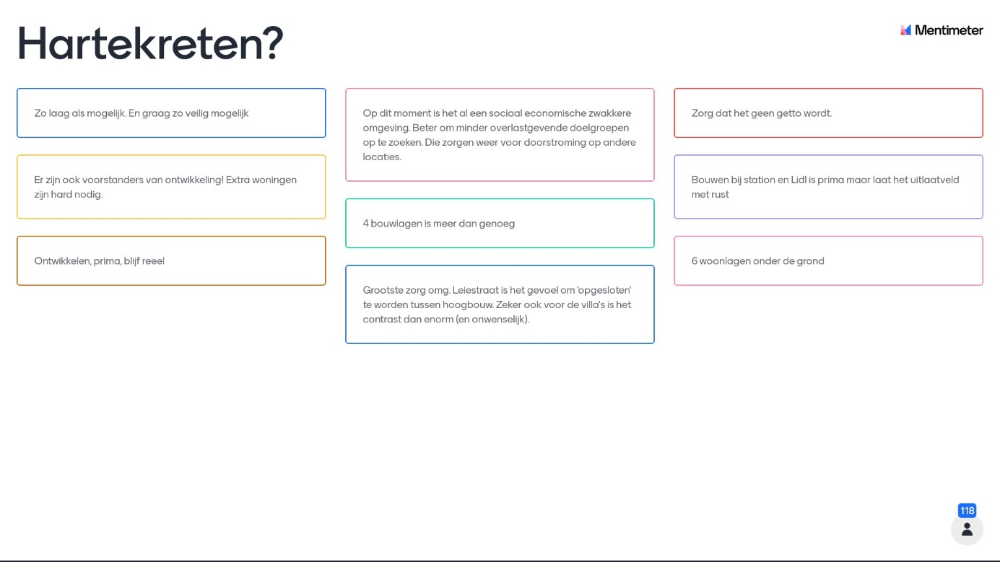 Hartekreten?
Mentimeter
Zo laag als mogelijk. En graag zo veilig mogelijk
Op dit moment is het al een sociaal economische zwakkere
omgeving. Beter om minder overlastgevende doelgroepen
op te zoeken. Die zorgen weer voor doorstroming op andere
locaties.
Zorg dat het geen getto wordt.
Er zijn ook voorstanders van ontwikkeling! Extra woningen
zijn hard nodig.
4 bouwlagen is meer dan genoeg
Bouwen bij station en Lidl is prima maar laat het uitlaatveld
met rust
Ontwikkelen, prima, blijf reeel
Grootste zorg omg. Leiestraat is het gevoel om 'opgesloten'
te worden tussen hoogbouw. Zeker ook voor de villa's is het
contrast dan enorm (en onwenselijk).
6 woonlagen onder de grond
118